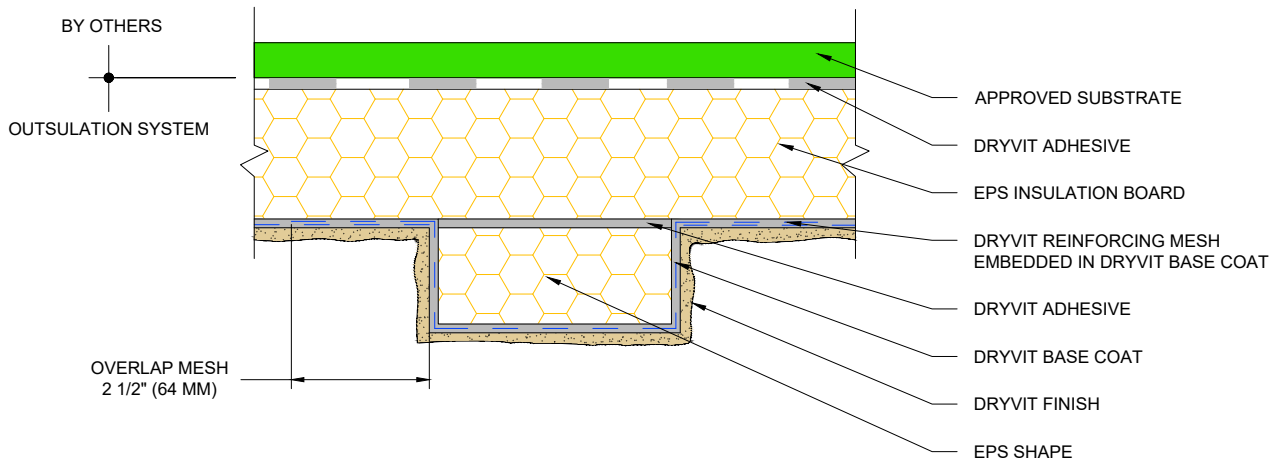 BY OTHERS
OUTSULATION SYSTEM
APPROVED SUBSTRATE
DRYVIT ADHESIVE
EPS INSULATION BOARD
DRYVIT REINFORCING MESH
EMBEDDED IN DRYVIT BASE COAT
DRYVIT ADHESIVE
DRYVIT BASE COAT
DRYVIT FINISH
EPS SHAPE
OVERLAP MESH
2 1/2" (64 MM)